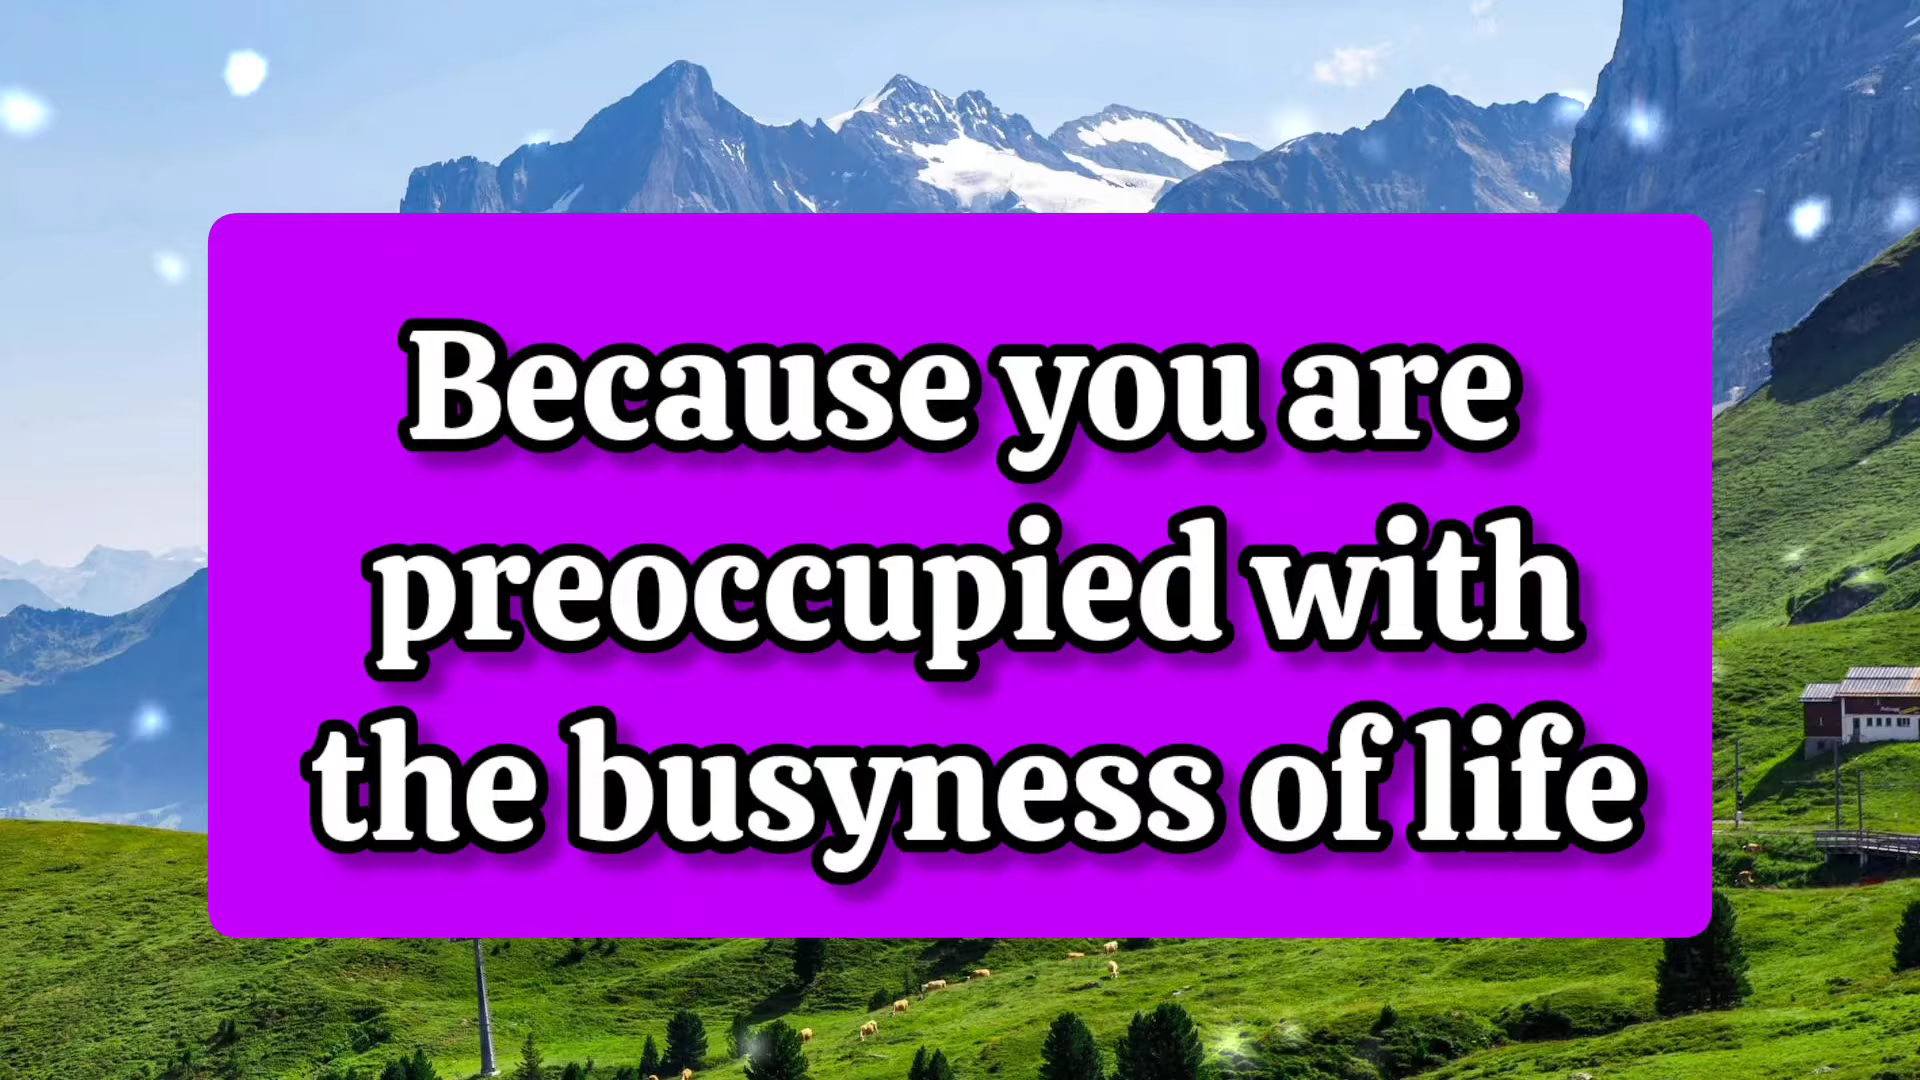 Because you are
preoccupied with
the busyness of life